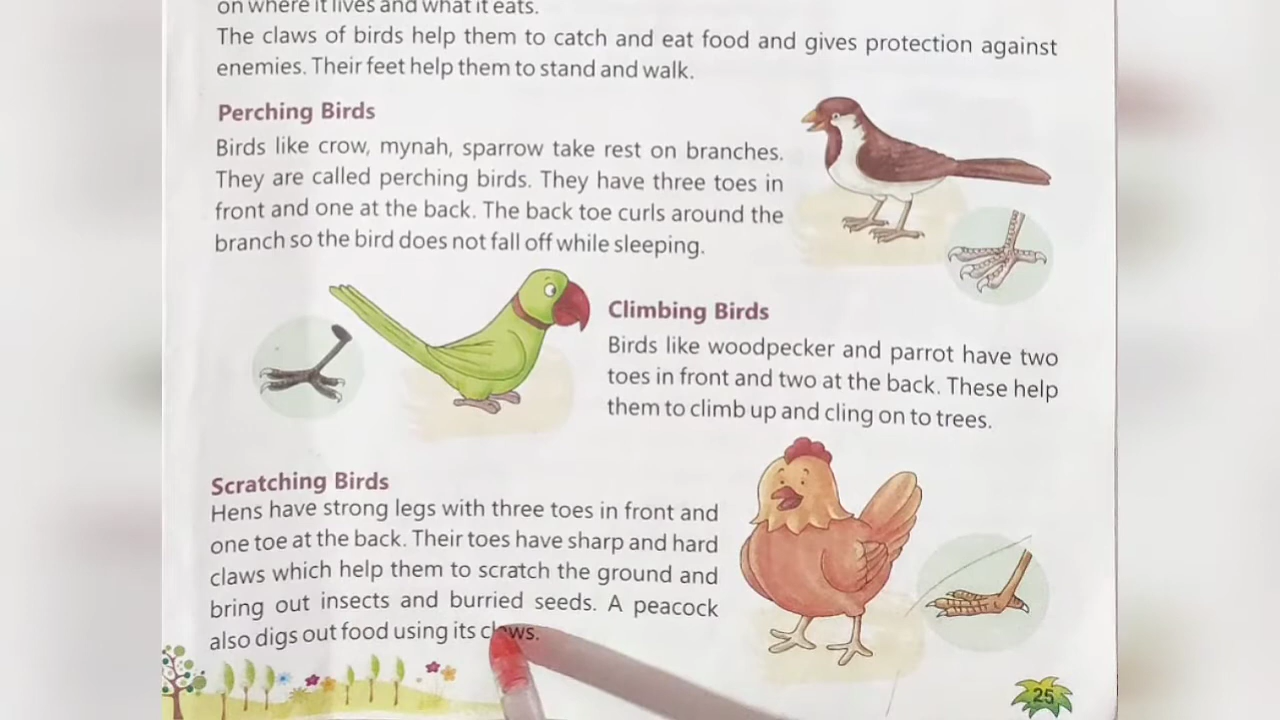 on where it lives and what it eats.
The claws of birds help them to catch and eat food and gives protection against
enemies. Their feet help them to stand and walk.
Perching Birds
Birds like crow, mynah, sparrow take rest on branches.
They are called perching birds. They have three toes in
front and one at the back. The back toe curls around the
branch so the bird does not fall off while sleeping.
Climbing Birds
Birds like woodpecker and parrot have two
toes in front and two at the back. These help
them to climb up and cling on to trees.
Scratching Birds
Hens have strong legs with three toes in front and
one toe at the back. Their toes have sharp and hard
claws which help them to scratch the ground and
bring out insects and burried seeds. A peacock
also digs out food using its claws.
25